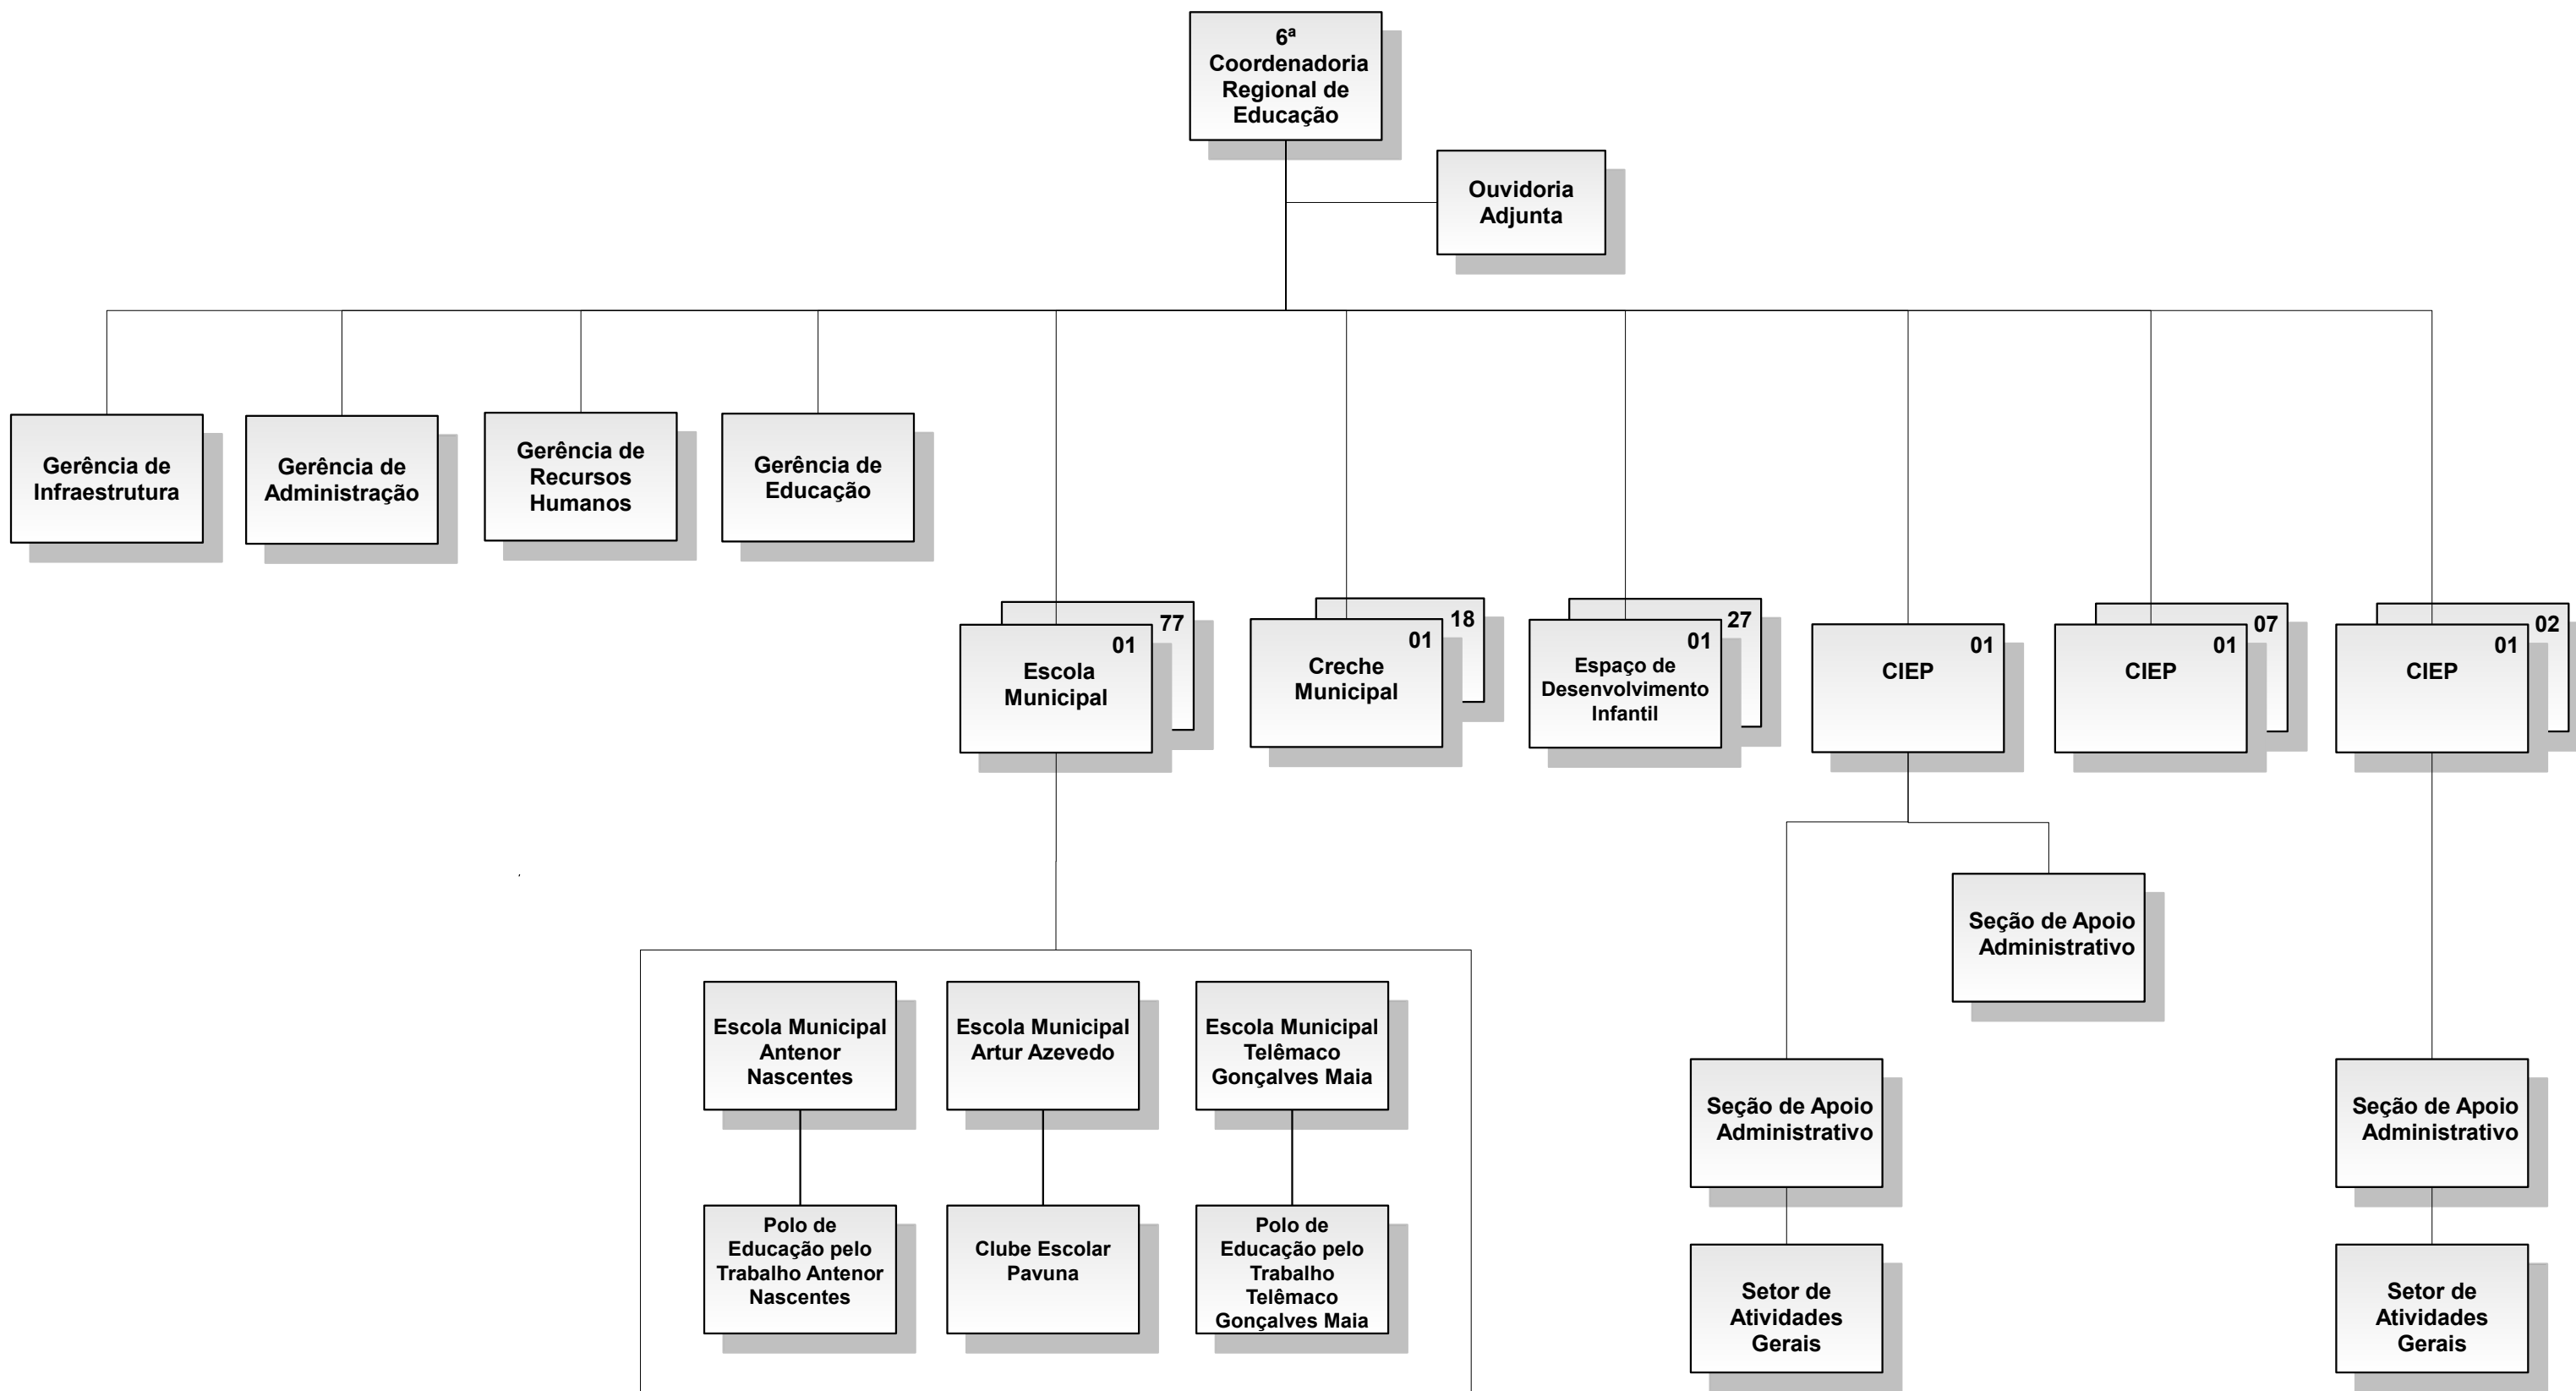 6ª
Coordenadoria
Regional de
Educação
Ouvidoria
Adjunta
Gerência de
Infraestrutura
Gerência de
Administração
Gerência de
Recursos
Humanos
Gerência de
Educação
77
01
Escola
Municipal
18
01
Creche
Municipal
27
01
Espaço de
Desenvolvimento
Infantil
01
CIEP
07
01
CIEP
02
01
CIEP
Seção de Apoio
Administrativo
Escola Municipal
Antenor
Nascentes
Escola Municipal
Artur Azevedo
Escola Municipal
Telêmaco
Gonçalves Maia
Seção de Apoio
Administrativo
Seção de Apoio
Administrativo
Polo de
Educação pelo
Trabalho Antenor
Nascentes
Clube Escolar
Pavuna
Polo de
Educação pelo
Trabalho
Telêmaco
Gonçalves Maia
Setor de
Atividades
Gerais
Setor de
Atividades
Gerais